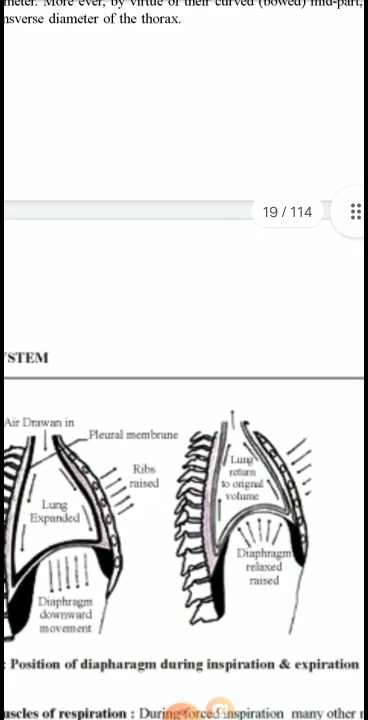 meter. More ever, by virtue of their curved (bowed) mid-part,
nsverse diameter of the thorax.
19 / 114
STEM
Air Drawan in
Pleural membrane
Ribs
raised
Lung
Expanded
Diaphragm
downward
movement
Lung
return
to orignal
volume
Diaphragm
relaxed
raised
: Position of diapharagm during inspiration & expiration
uscles of respiration : During forced inspiration many other